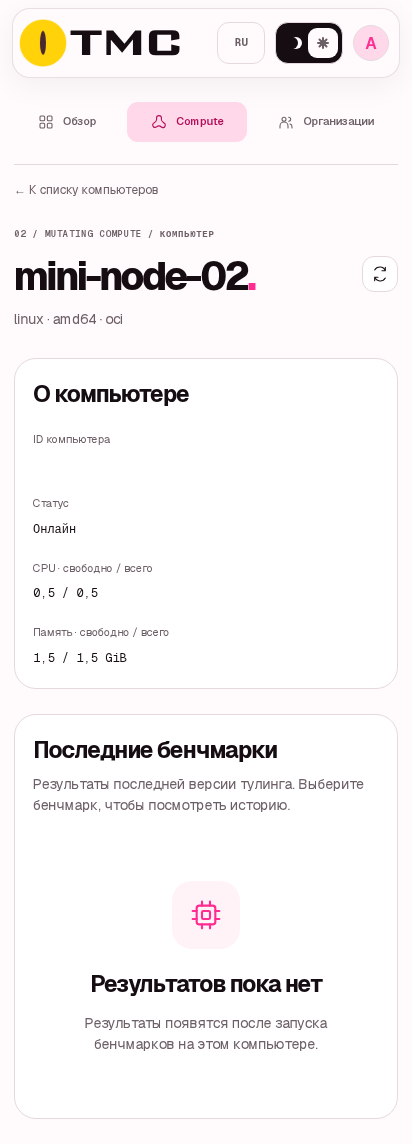 TMC
RU
A
Обзор
Compute
Организации
← К списку компьютеров
02 / MUTATING COMPUTE / КОМПЬЮТЕР
mini-node-02.
linux · amd64 · oci
О компьютере
ID компьютера
Статус
Онлайн
CPU · свободно / всего
0,5 / 0,5
Память · свободно / всего
1,5 / 1,5 GiB
Последние бенчмарки
Результаты последней версии тулинга. Выберите
бенчмарк, чтобы посмотреть историю.
Результатов пока нет
Результаты появятся после запуска
бенчмарков на этом компьютере.